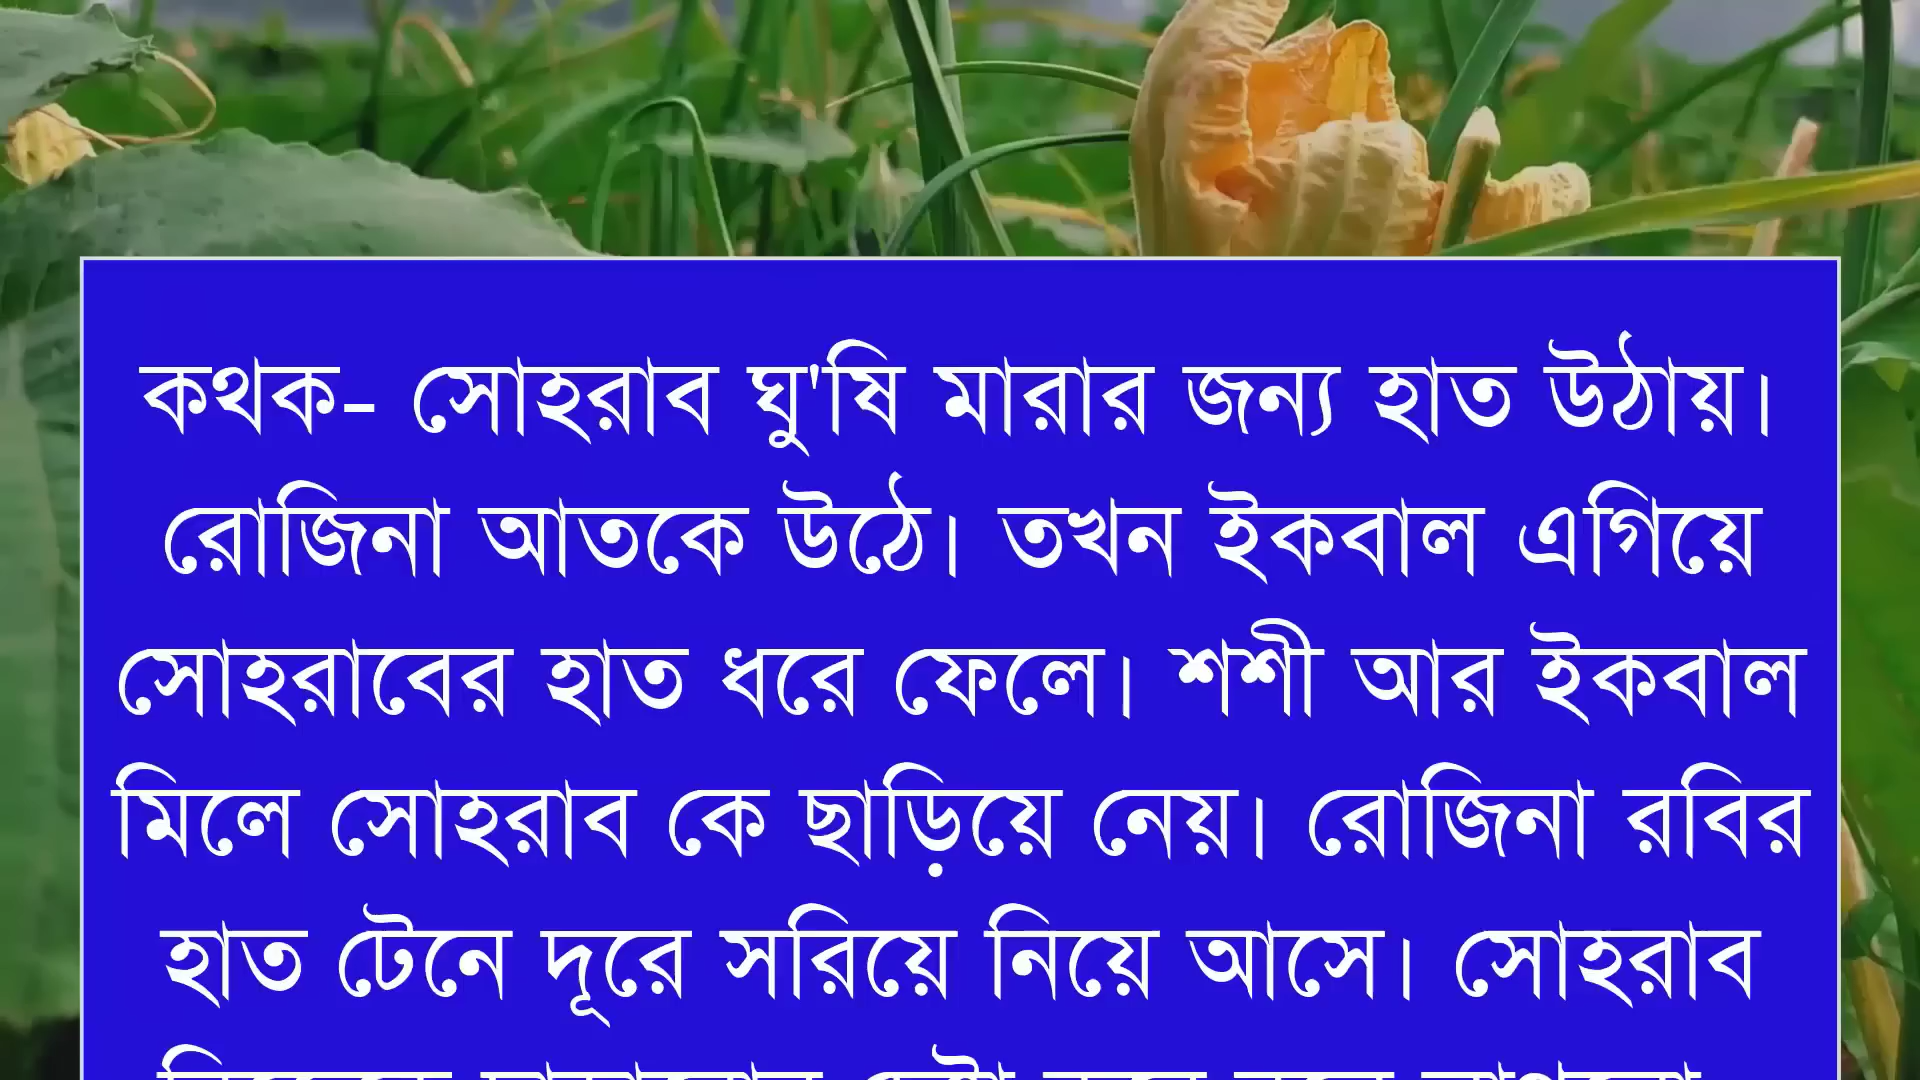 কথক- সোহরাব ঘু'ষি মারার জন্য হাত উঠায়।
রোজিনা আতকে উঠে। তখন ইকবাল এগিয়ে
সোহরাবের হাত ধরে ফেলে। শশী আর ইকবাল
মিলে সোহরাব কে ছাড়িয়ে নেয়। রোজিনা রবির
হাত টেনে দূরে সরিয়ে নিয়ে আসে। সোহরাব